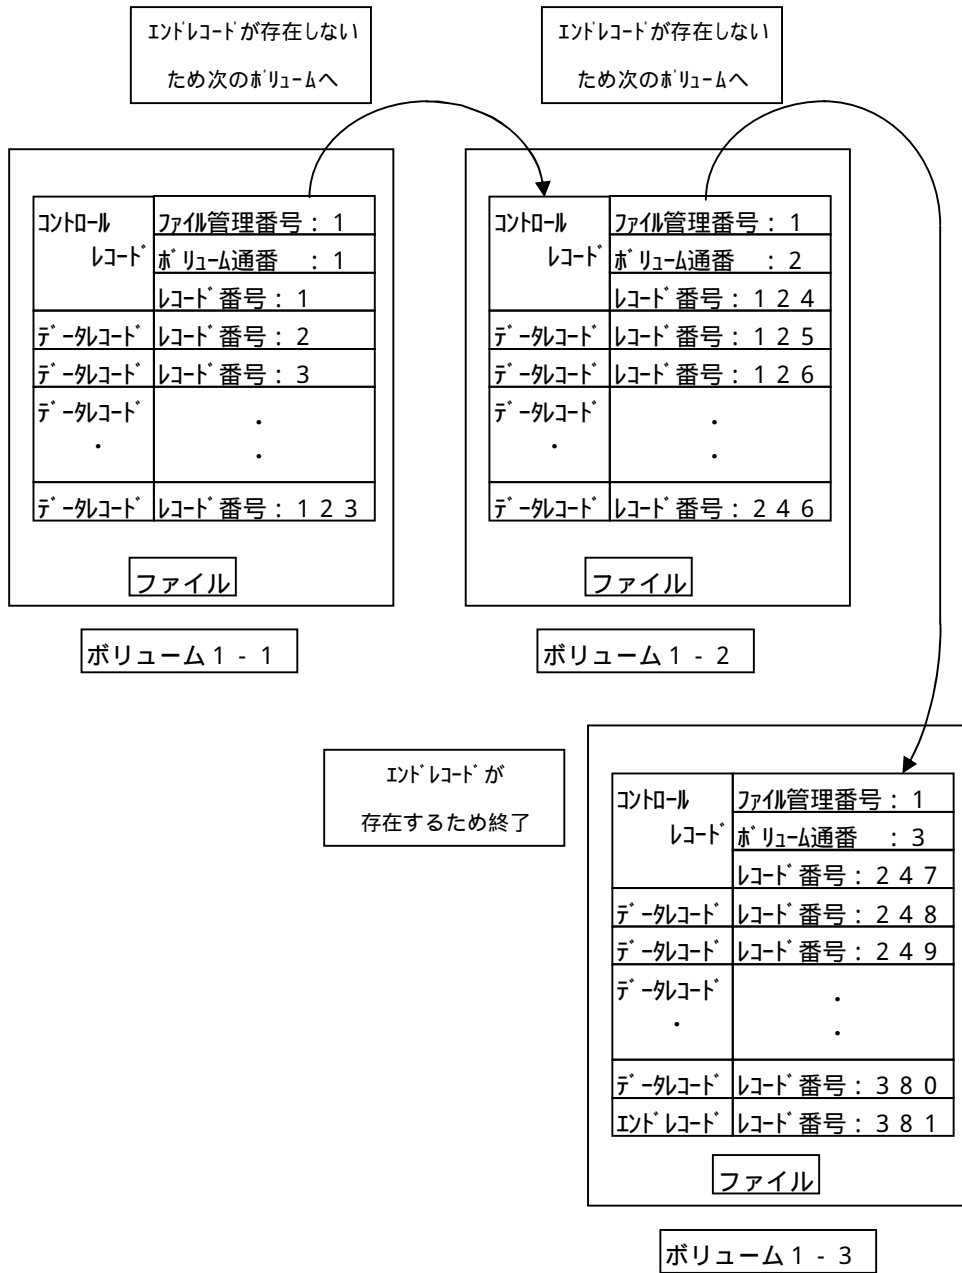 ｴﾝﾄﾞﾚｺｰﾄﾞが存在しない
ため次のﾎﾞﾘｭｰﾑへ
ｴﾝﾄﾞﾚｺｰﾄﾞが存在しない
ため次のﾎﾞﾘｭｰﾑへ
ｺﾝﾄﾛｰﾙ
ﾚｺｰﾄﾞ
ﾌｧｲﾙ管理番号：１
ﾎﾞﾘｭｰﾑ通番　：１
ﾚｺｰﾄﾞ番号：１
ﾃﾞｰﾀﾚｺｰﾄﾞ ﾚｺｰﾄﾞ番号：２
ﾃﾞｰﾀﾚｺｰﾄﾞ ﾚｺｰﾄﾞ番号：３
ﾃﾞｰﾀﾚｺｰﾄﾞ
・ ・
・
ﾃﾞｰﾀﾚｺｰﾄﾞ ﾚｺｰﾄﾞ番号：１２３
ファイル
ボリューム１‐１
ｺﾝﾄﾛｰﾙ
ﾚｺｰﾄﾞ
ﾌｧｲﾙ管理番号：１
ﾎﾞﾘｭｰﾑ通番　：２
ﾚｺｰﾄﾞ番号：１２４
ﾃﾞｰﾀﾚｺｰﾄﾞ ﾚｺｰﾄﾞ番号：１２５
ﾃﾞｰﾀﾚｺｰﾄﾞ ﾚｺｰﾄﾞ番号：１２６
ﾃﾞｰﾀﾚｺｰﾄﾞ
・ ・
・
ﾃﾞｰﾀﾚｺｰﾄﾞ ﾚｺｰﾄﾞ番号：２４６
ファイル
ボリューム１‐２
ｴﾝﾄﾞﾚｺｰﾄﾞが
存在するため終了
ｺﾝﾄﾛｰﾙ
ﾚｺｰﾄﾞ
ﾌｧｲﾙ管理番号：１
ﾎﾞﾘｭｰﾑ通番　：３
ﾚｺｰﾄﾞ番号：２４７
ﾃﾞｰﾀﾚｺｰﾄﾞ ﾚｺｰﾄﾞ番号：２４８
ﾃﾞｰﾀﾚｺｰﾄﾞ ﾚｺｰﾄﾞ番号：２４９
ﾃﾞｰﾀﾚｺｰﾄﾞ
・ ・
・
ﾃﾞｰﾀﾚｺｰﾄﾞ ﾚｺｰﾄﾞ番号：３８０
ｴﾝﾄﾞﾚｺｰﾄﾞ ﾚｺｰﾄﾞ番号：３８１
ファイル
ボリューム１‐３